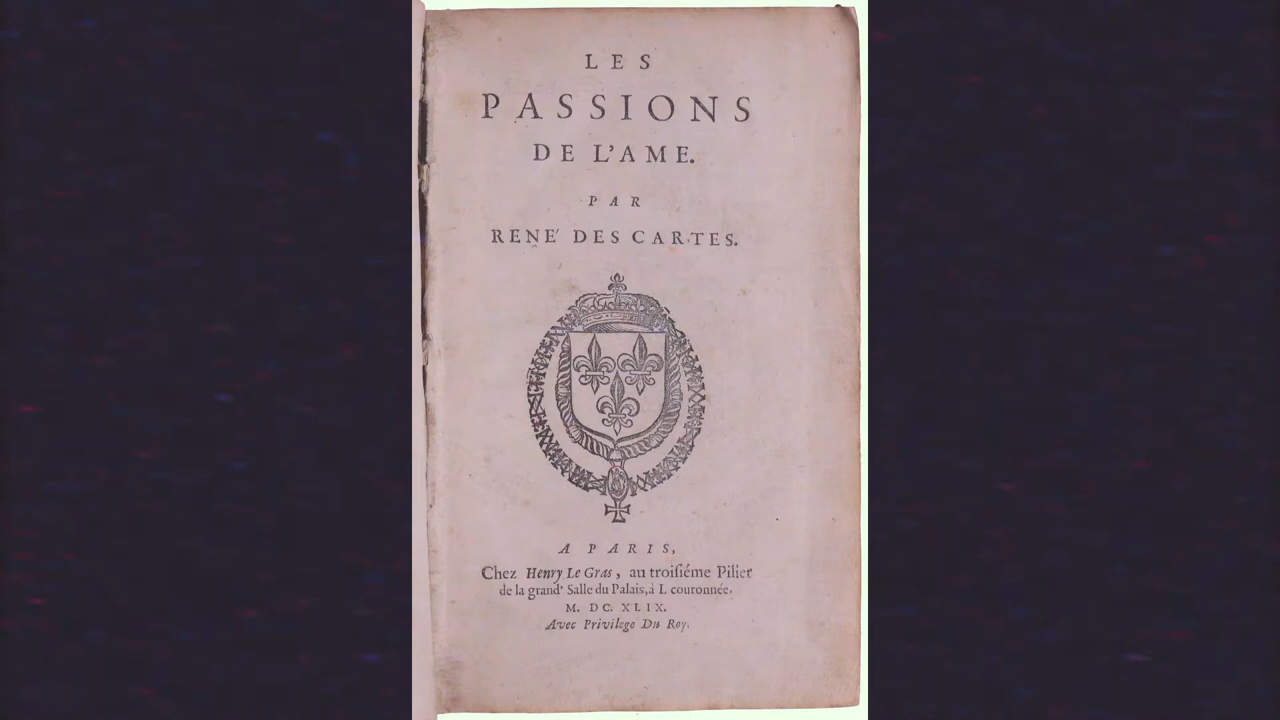 LES
PASSIONS
DE L'AME.
PAR
RENE´ DES CARTES.
A PARIS,
Chez Henry Le Gras, au troisiéme Pilier
de la grand' Salle du Palais, à L couronnée.
M. DC. XLIX.
Avec Privilege Du Roy.